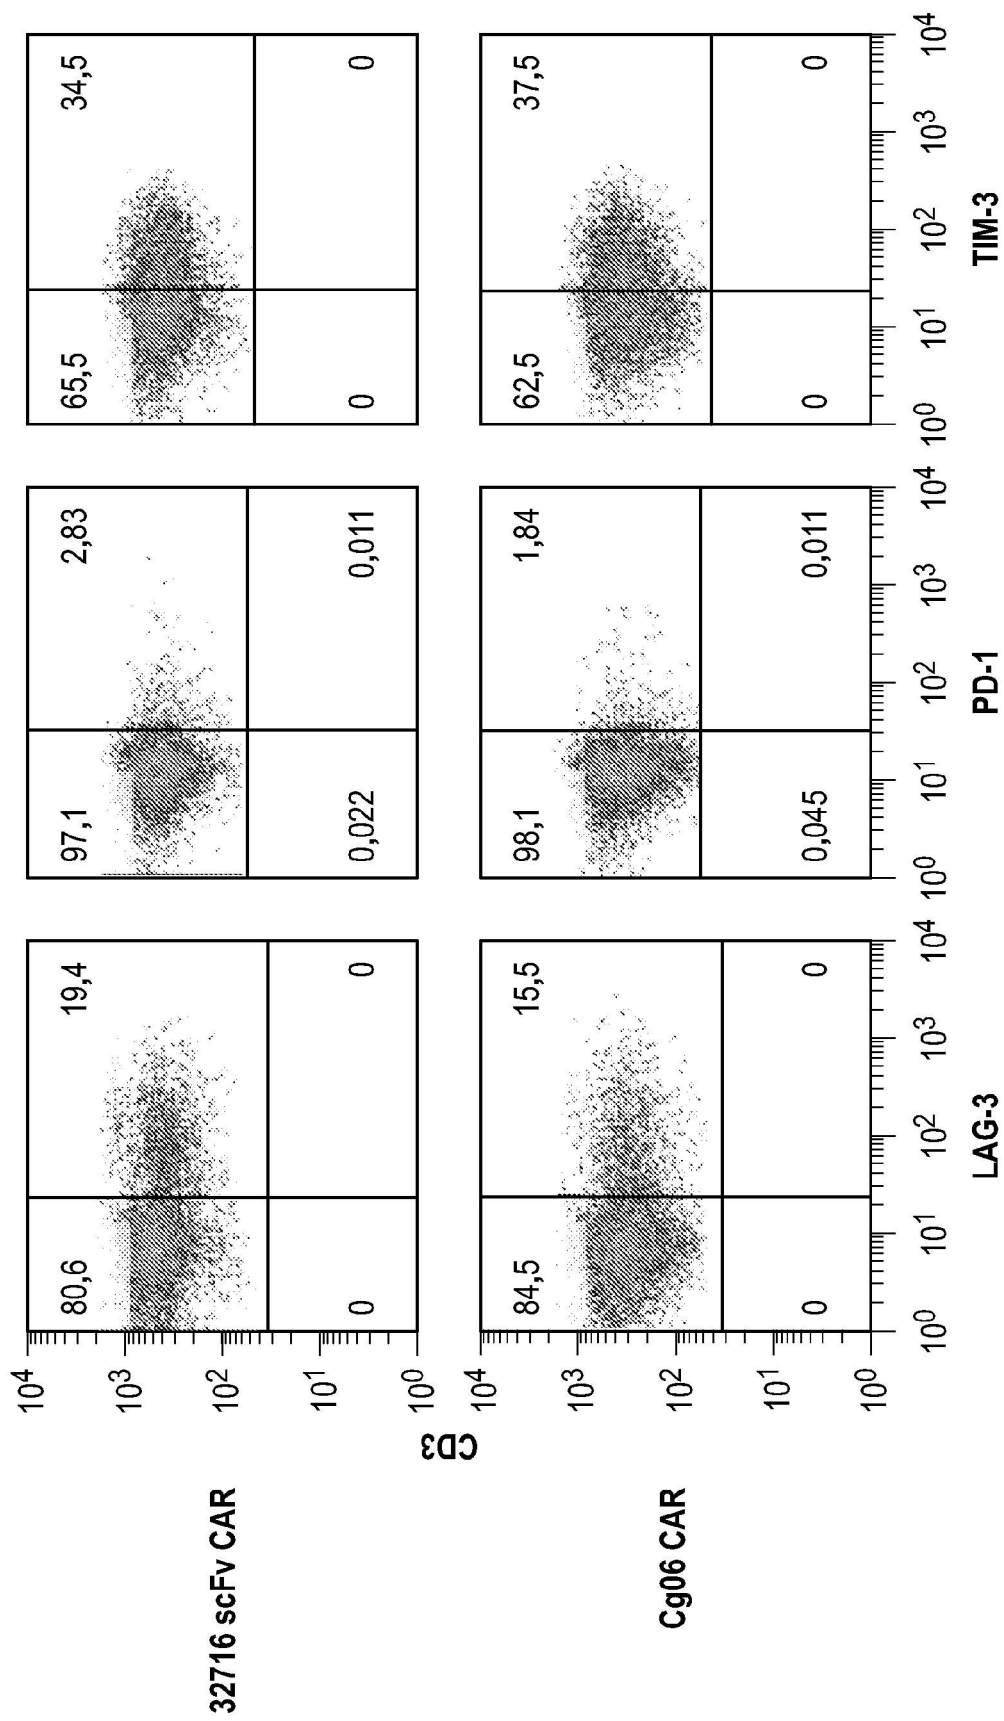 32716 scFv CAR
10⁴
10³
10²
10¹
10⁰
80,6 19,4
0 0
97,1 2,83
0,022 0,011
65,5 34,5
0 0
CD3
Cg06 CAR
10⁴
10³
10²
10¹
10⁰
84,5 15,5
0 0
98,1 1,84
0,045 0,011
62,5 37,5
0 0
10⁰ 10¹ 10² 10³ 10⁴
10⁰ 10¹ 10² 10³ 10⁴
10⁰ 10¹ 10² 10³ 10⁴
LAG-3
PD-1
TIM-3